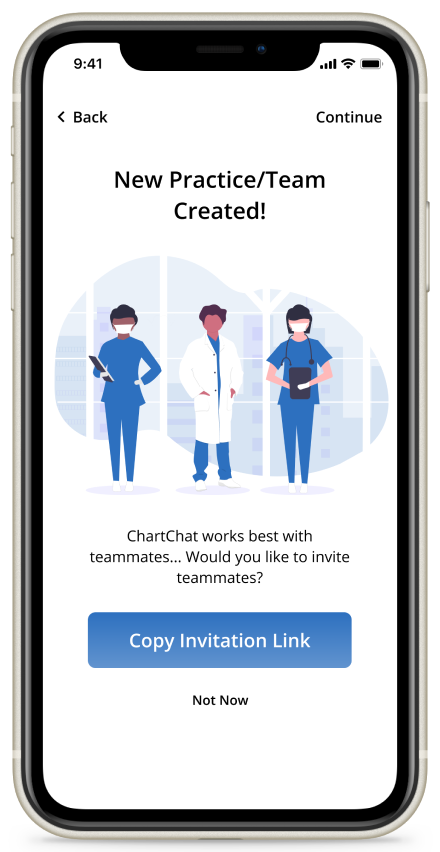 9:41
Back
Continue
New Practice/Team
Created!
ChartChat works best with
teammates... Would you like to invite
teammates?
Copy Invitation Link
Not Now